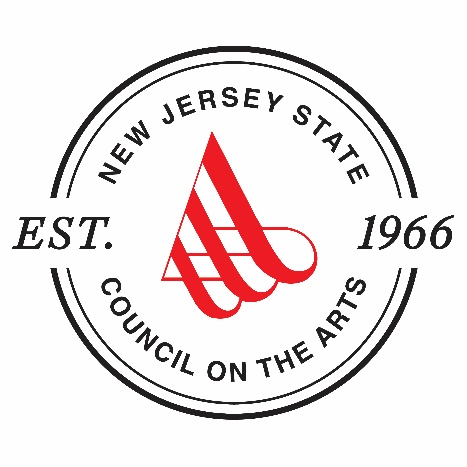 NEW JERSEY STATE
EST. 1966
COUNCIL ON THE ARTS